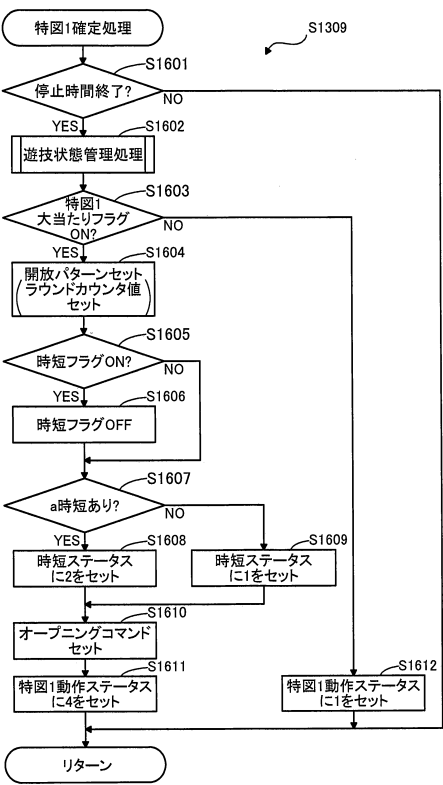 特図1確定処理
S1309
S1601
停止時間終了?
NO
YES
S1602
遊技状態管理処理
S1603
特図1
大当たりフラグ
ON?
NO
YES
S1604
開放パターンセット
ラウンドカウンタ値
セット
S1605
時短フラグON?
NO
YES
S1606
時短フラグOFF
S1607
a時短あり?
NO
YES
S1608
時短ステータス
に2をセット
S1609
時短ステータス
に1をセット
S1610
オープニングコマンド
セット
S1611
特図1動作ステータス
に4をセット
S1612
特図1動作ステータス
に1をセット
リターン